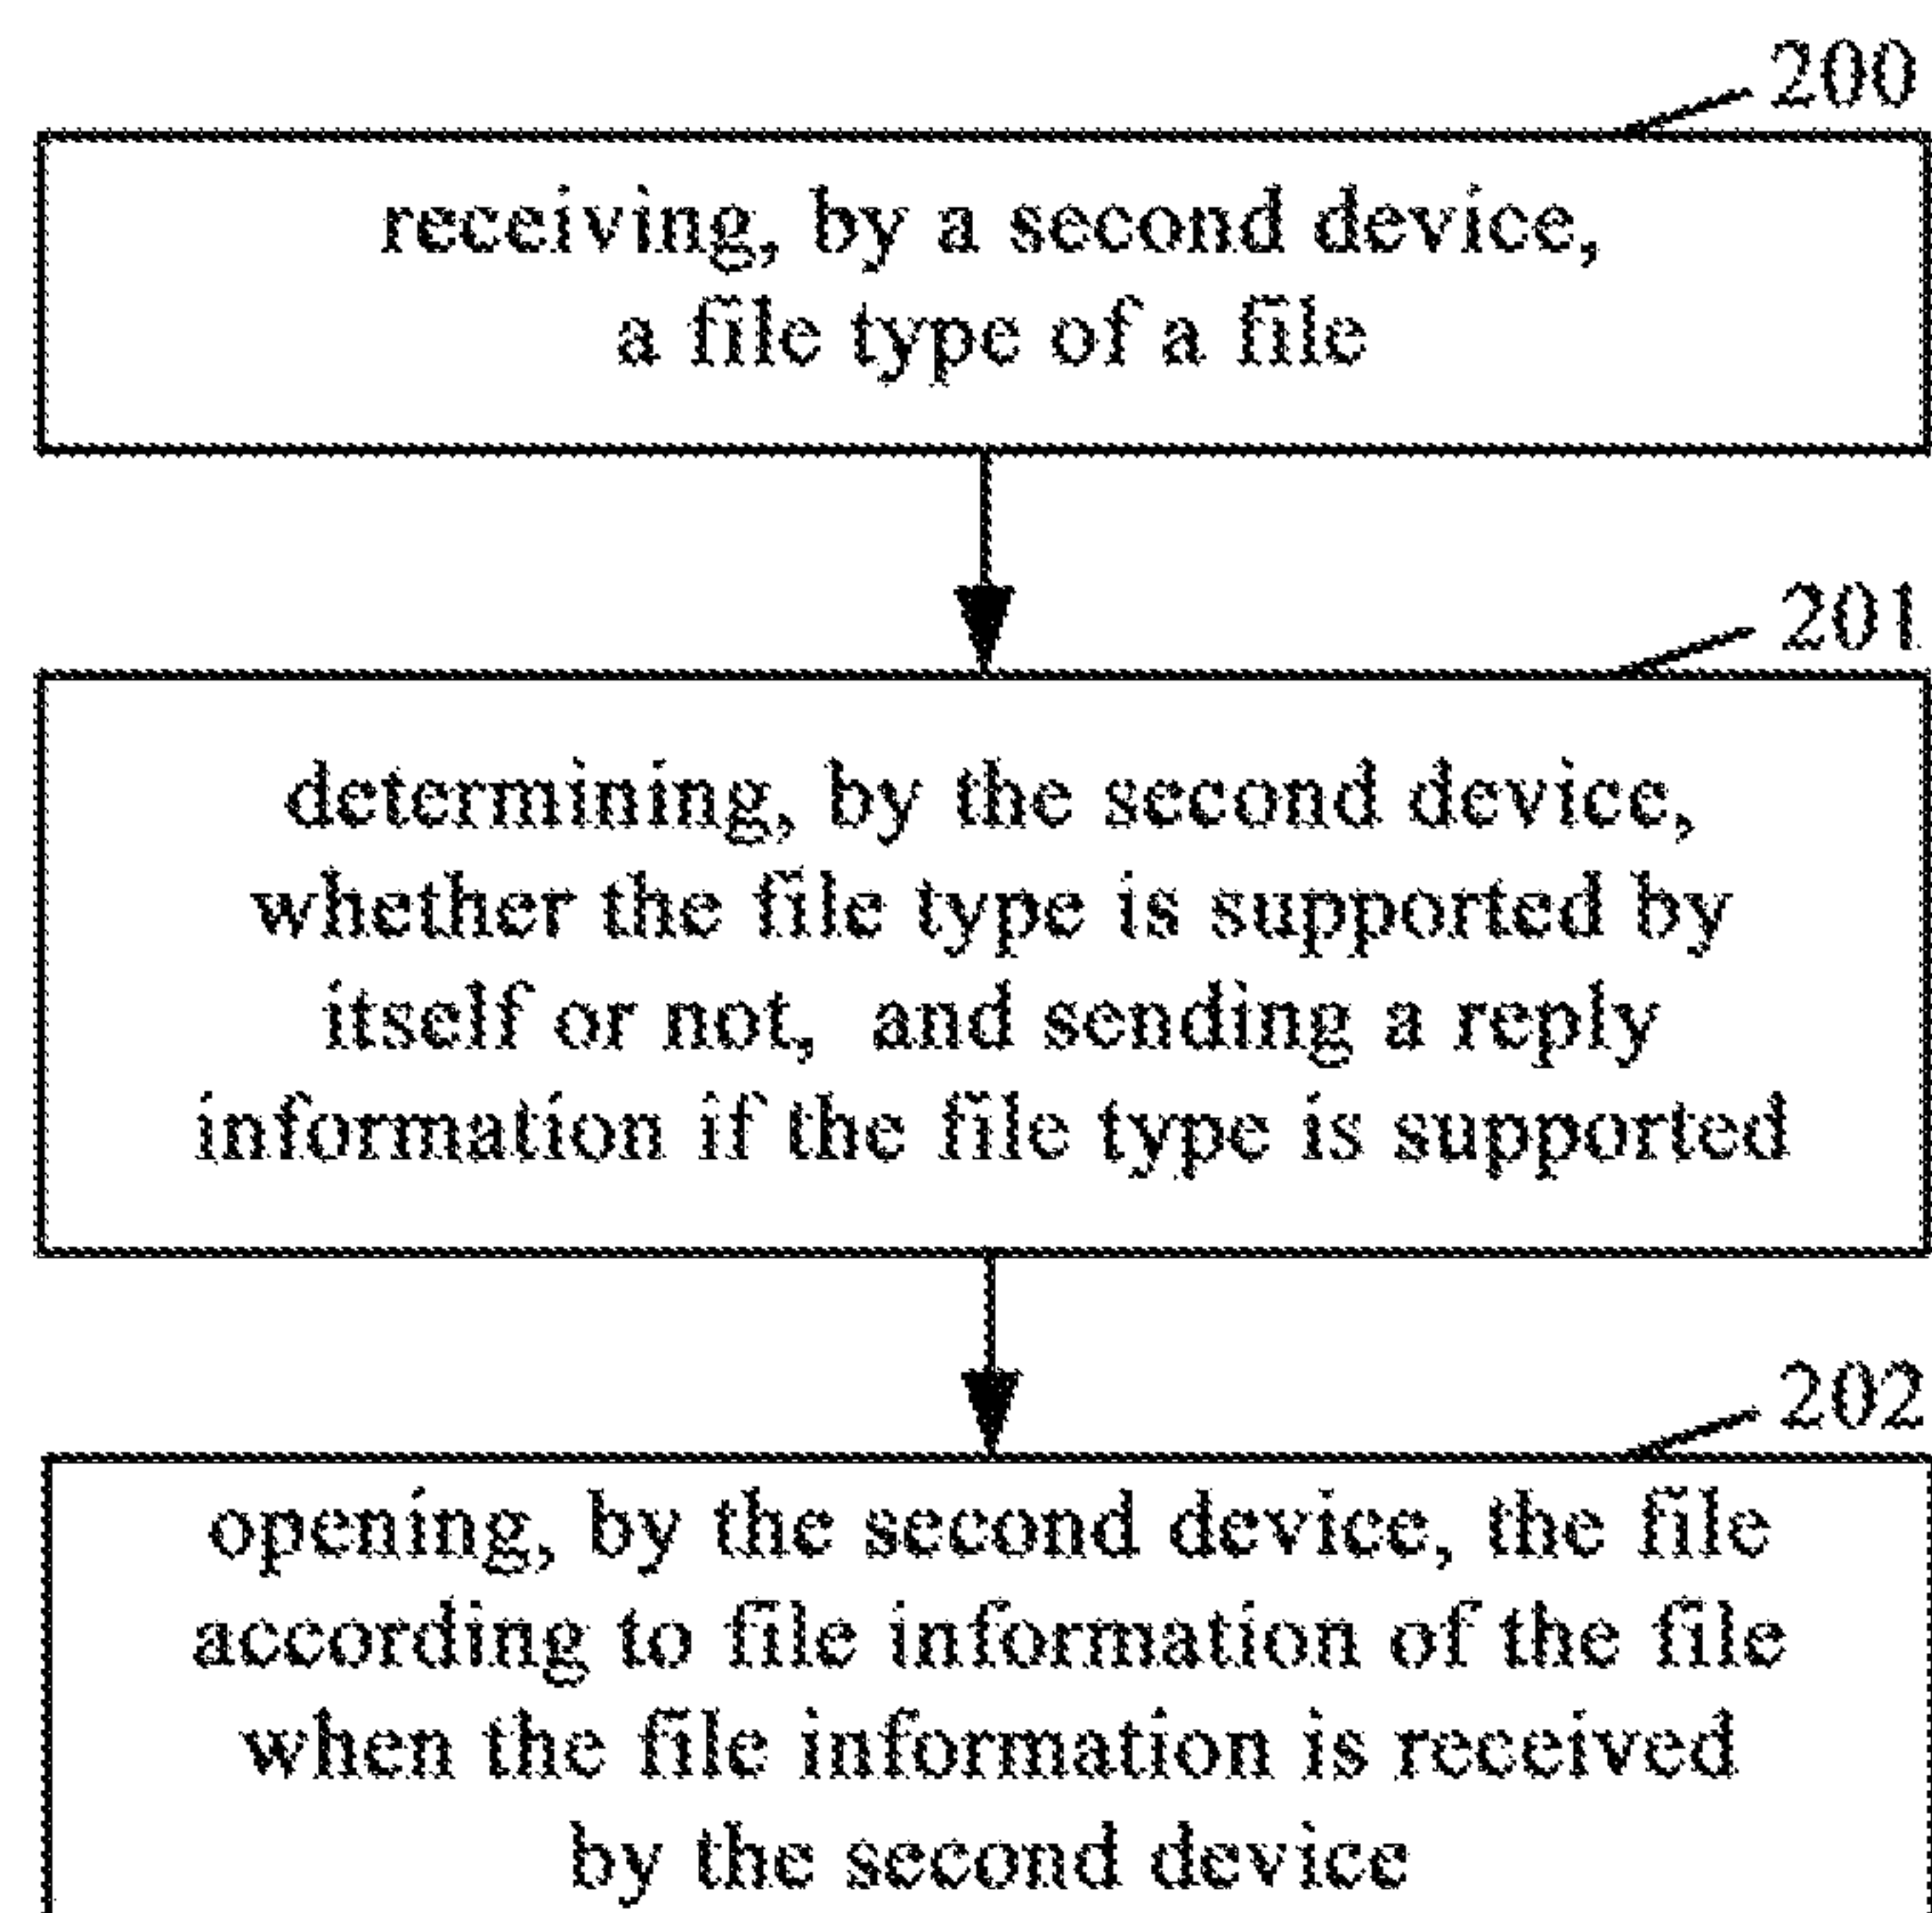 200
receiving, by a second device,
a file type of a file
201
determining, by the second device,
whether the file type is supported by
itself or not, and sending a reply
information if the file type is supported
202
opening, by the second device, the file
according to file information of the file
when the file information is received
by the second device